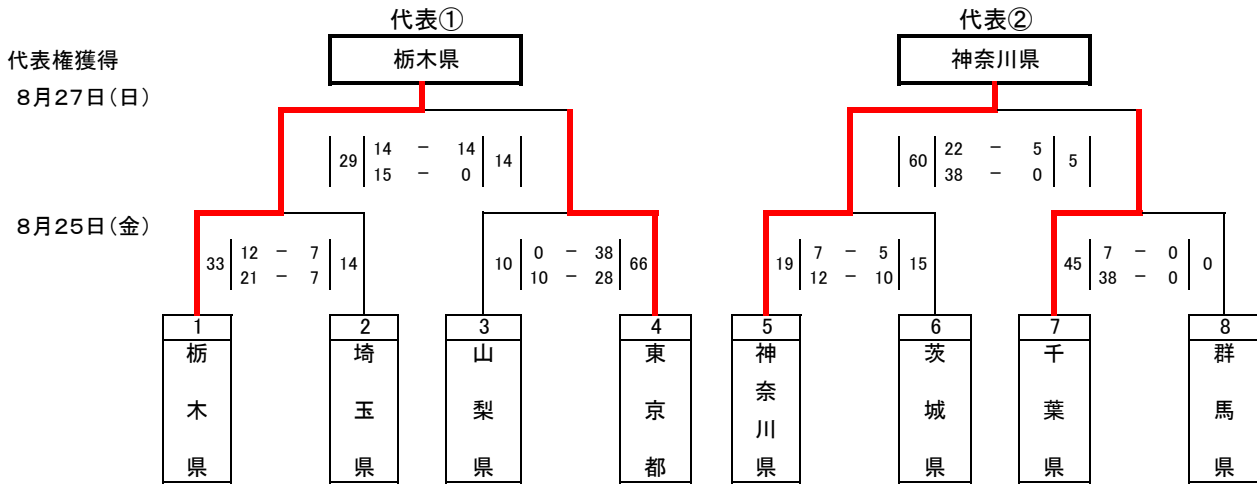 代表① 代表②
代表権獲得 栃木県 神奈川県
8月27日(日)
29 14 － 14 14 60 22 － 5 5
15 － 0 38 － 0
8月25日(金)
33 12 － 7 14 10 0 － 38 66 19 7 － 5 15 45 7 － 0 0
21 － 7 10 － 28 12 － 10 38 － 0
1 2 3 4 5 6 7 8
栃木県 埼玉県 山梨県 東京都 神奈川県 茨城県 千葉県 群馬県